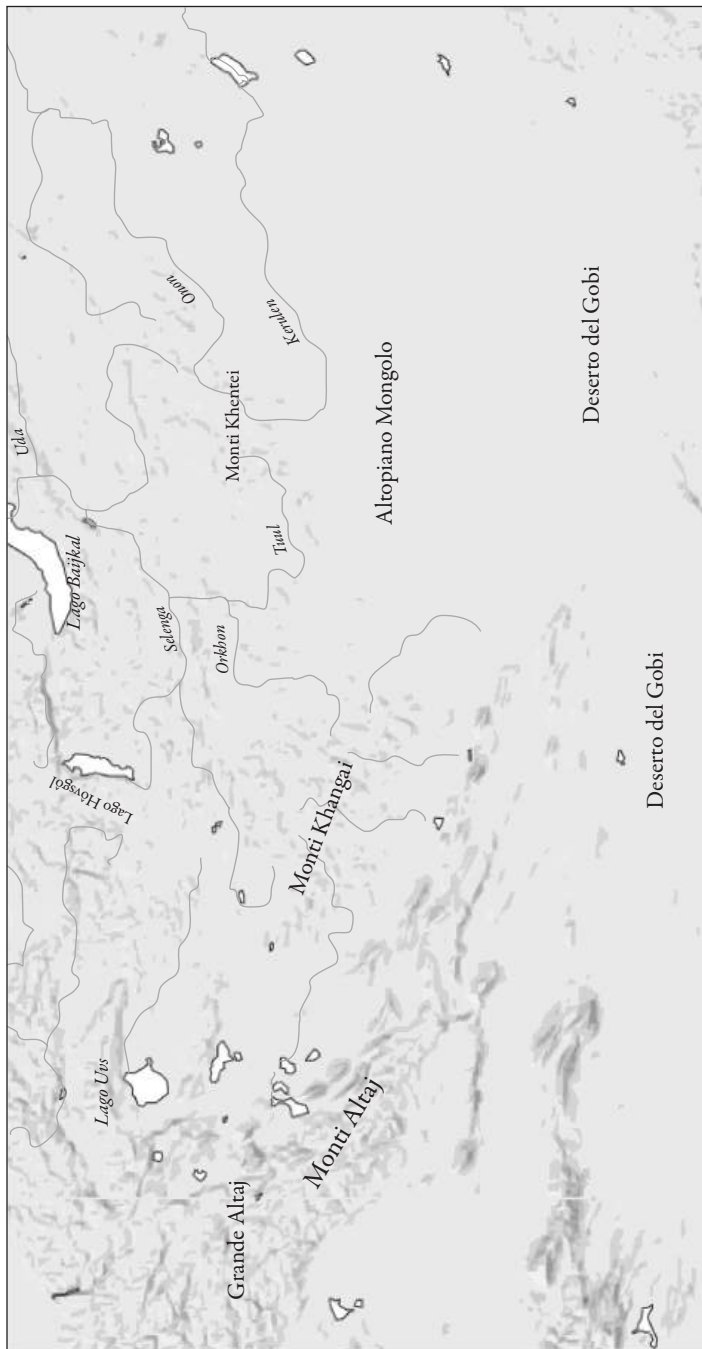 Lago Baijkal
Uda
Lago Hövsgöl
Lago Uvs
Onon
Selenga
Orkhon
Monti Khentei
Kerulen
Tuul
Grande Altaj
Monti Khangai
Monti Altaj
Altopiano Mongolo
Deserto del Gobi
Deserto del Gobi